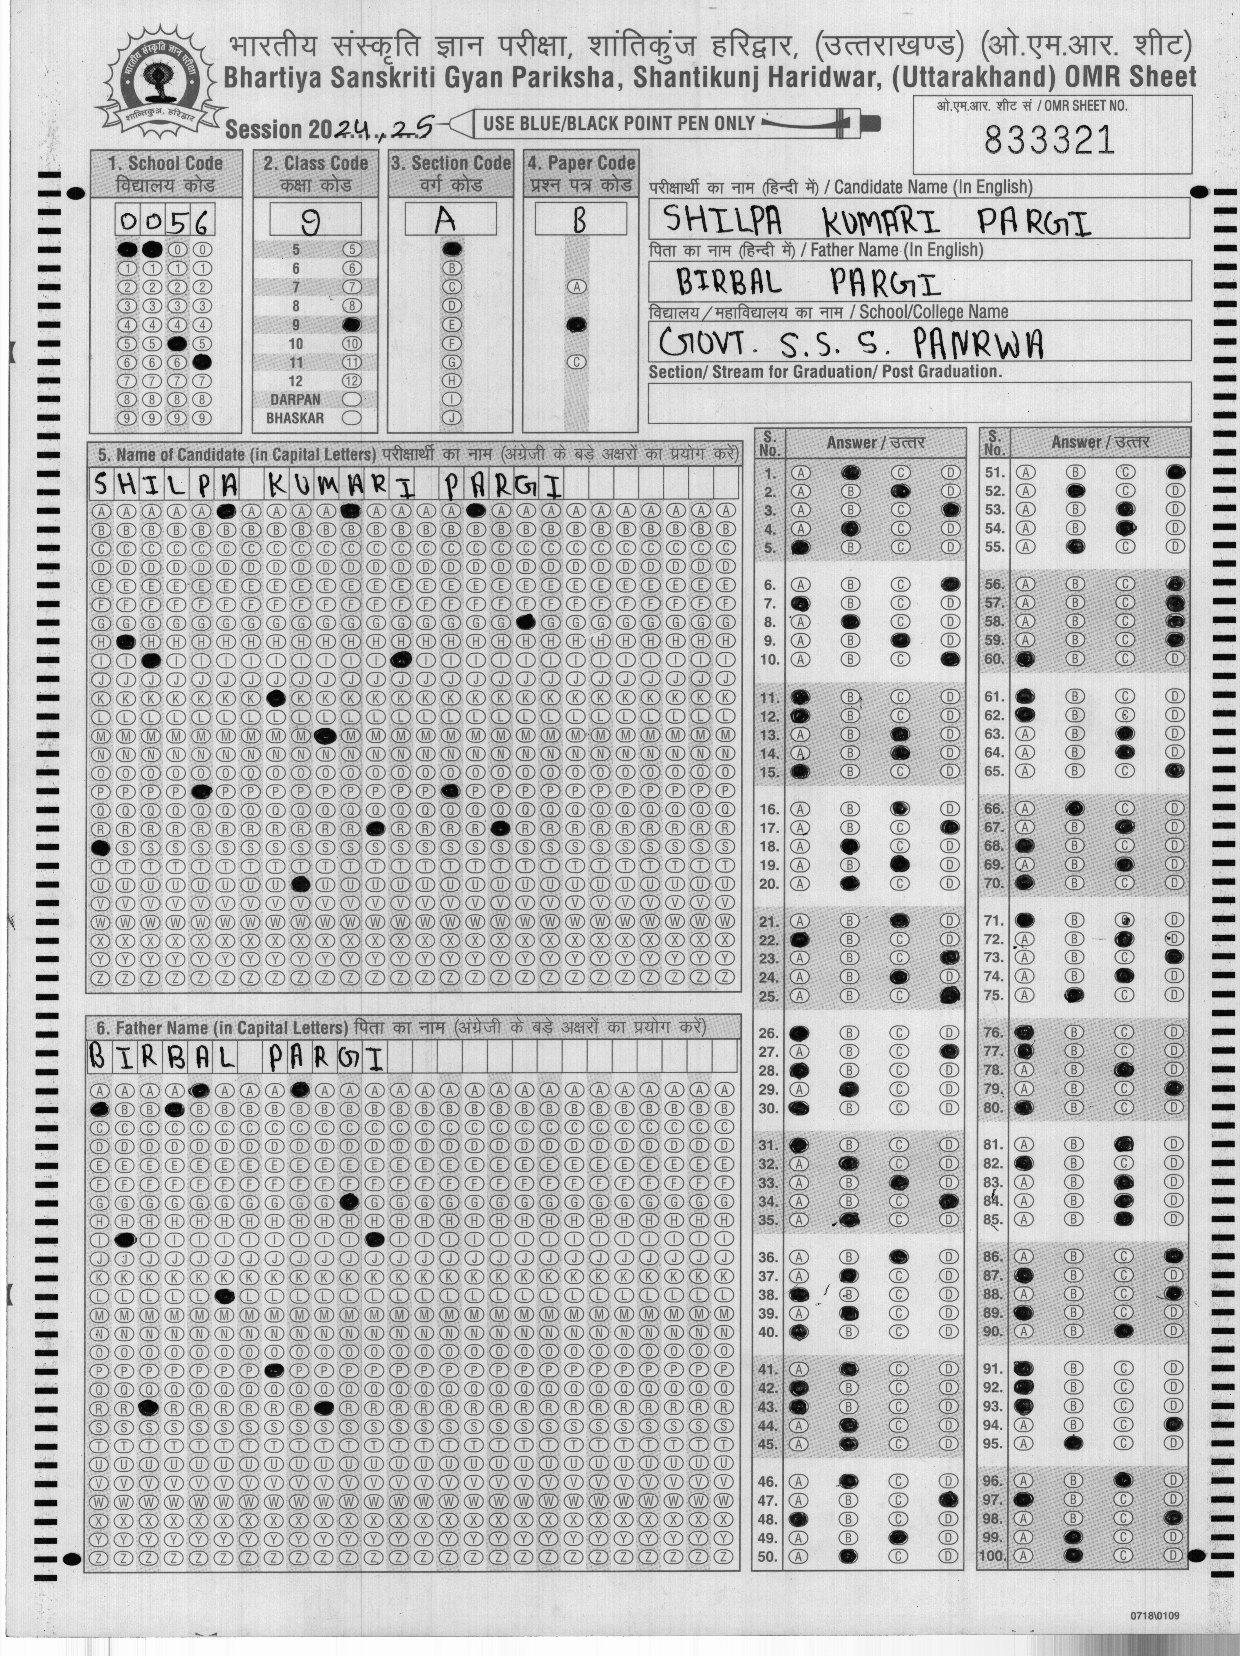 भारतीय संस्कृति ज्ञान परीक्षा, शांतिकुंज हरिद्वार, (उत्तराखण्ड) (ओ.एम.आर. शीट)
Bhartiya Sanskriti Gyan Pariksha, Shantikunj Haridwar, (Uttarakhand) OMR Sheet
Session 2024,25
USE BLUE/BLACK POINT PEN ONLY
ओ.एम.आर. शीट सं / OMR SHEET NO.
833321
1. School Code
विद्यालय कोड
0056
2. Class Code
कक्षा कोड
9
5
6
7
8
9
10
11
12
DARPAN
BHASKAR
3. Section Code
वर्ग कोड
A
4. Paper Code
प्रश्न पत्र कोड
B
परीक्षार्थी का नाम (हिन्दी में) / Candidate Name (In English)
SHILPA KUMARI PARGI
पिता का नाम (हिन्दी में) / Father Name (In English)
BIRBAL PARGI
विद्यालय/महाविद्यालय का नाम / School/College Name
GOVT. S.S.S. PANRWA
Section/ Stream for Graduation/ Post Graduation.
5. Name of Candidate (in Capital Letters) परीक्षार्थी का नाम (अंग्रेजी के बड़े अक्षरों का प्रयोग करें)
SHILPA KUMARI PARGI
6. Father Name (in Capital Letters) पिता का नाम (अंग्रेजी के बड़े अक्षरों का प्रयोग करें)
BIRBAL PARGI
S. No. Answer / उत्तर
S. No. Answer / उत्तर
0718\0109